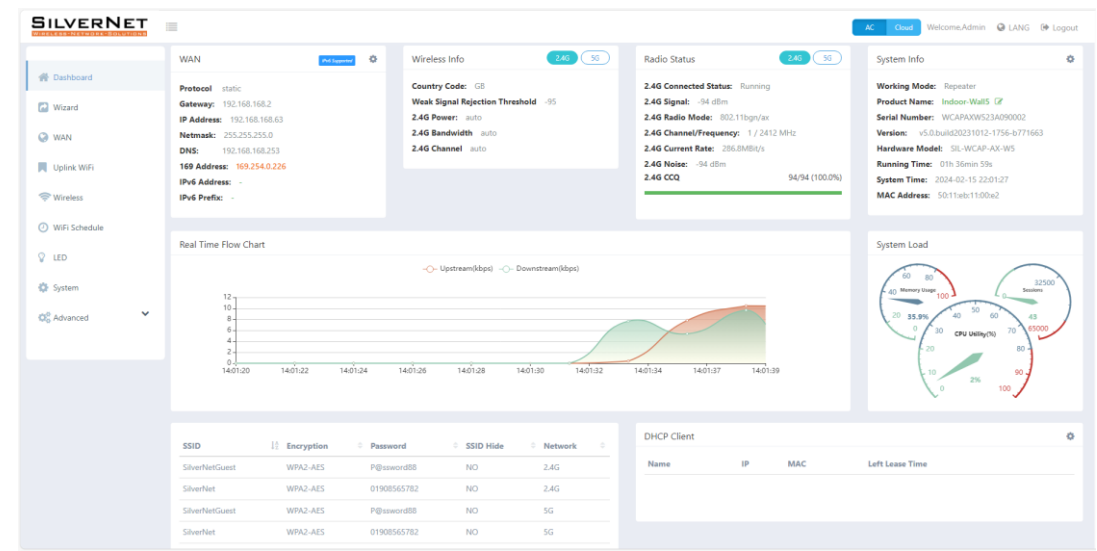 SILVERNET
WIRELESS NETWORK SOLUTIONS
AC Cloud Welcome,Admin LANG Logout
Dashboard
Wizard
WAN
Uplink WiFi
Wireless
WiFi Schedule
LED
System
Advanced
WAN IPv6 Supported
Protocol static
Gateway: 192.168.168.2
IP Address: 192.168.168.63
Netmask: 255.255.255.0
DNS: 192.168.168.253
169 Address: 169.254.0.226
IPv6 Address: -
IPv6 Prefix: -
Wireless Info 2.4G 5G
Country Code: GB
Weak Signal Rejection Threshold -95
2.4G Power: auto
2.4G Bandwidth auto
2.4G Channel auto
Radio Status 2.4G 5G
2.4G Connected Status: Running
2.4G Signal: -94 dBm
2.4G Radio Mode: 802.11bgn/ax
2.4G Channel/Frequency: 1 / 2412 MHz
2.4G Current Rate: 286.8MBit/s
2.4G Noise: -94 dBm
2.4G CCQ 94/94 (100.0%)
System Info
Working Mode: Repeater
Product Name: Indoor-Wall5
Serial Number: WCAPAXW523A090002
Version: v5.0.build20231012-1756-b771663
Hardware Model: SIL-WCAP-AX-W5
Running Time: 01h 36min 59s
System Time: 2024-02-15 22:01:27
MAC Address: 50:11:eb:11:00:e2
Real Time Flow Chart
Upstream(kbps) Downstream(kbps)
12
10
8
6
4
2
0
14:01:20 14:01:22 14:01:24 14:01:26 14:01:28 14:01:30 14:01:32 14:01:34 14:01:37 14:01:39
System Load
0 20 40 60 80 100
Memory Usage
35.9%
0 32500 65000
Sessions
43
0 10 20 30 40 50 60 70 80 90 100
CPU Utility(%)
2%
SSID Encryption Password SSID Hide Network
SilverNetGuest WPA2-AES P@ssword88 NO 2.4G
SilverNet WPA2-AES 01908565782 NO 2.4G
SilverNetGuest WPA2-AES P@ssword88 NO 5G
SilverNet WPA2-AES 01908565782 NO 5G
DHCP Client
Name IP MAC Left Lease Time